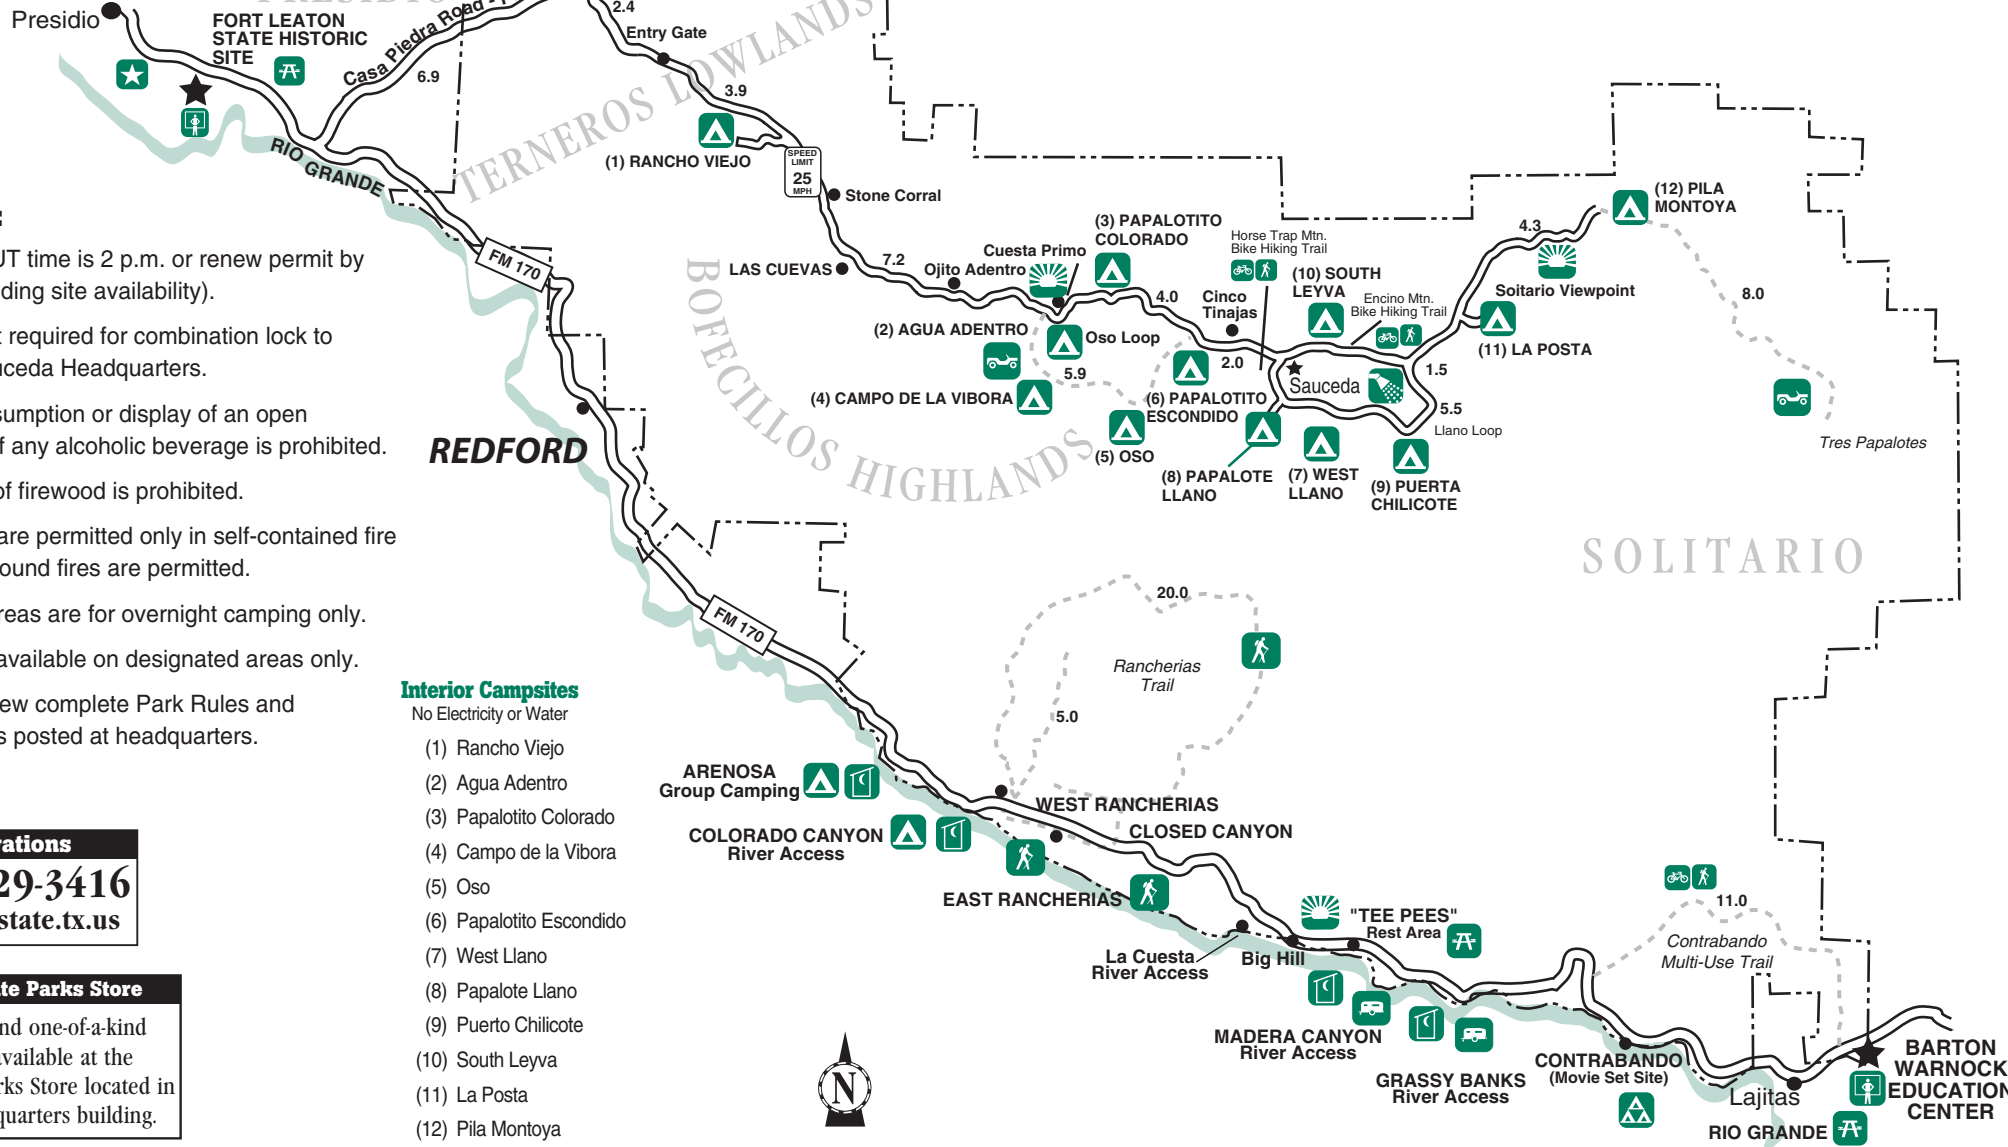 Presidio
FORT LEATON
STATE HISTORIC
SITE
Casa Piedra Road
6.9
2.4
Entry Gate
3.9
TERNEROS LOWLANDS
(1) RANCHO VIEJO
SPEED
LIMIT
25
MPH
Stone Corral
RIO GRANDE
FM 170
LAS CUEVAS
7.2
Ojito Adentro
Cuesta Primo
(3) PAPALOTITO
COLORADO
4.0
Cinco
Tinajas
Horse Trap Mtn.
Bike Hiking Trail
(10) SOUTH
LEYVA
Encino Mtn.
Bike Hiking Trail
4.3
(12) PILA
MONTOYA
Soitario Viewpoint
8.0
(11) LA POSTA
Tres Papalotes
(2) AGUA ADENTRO
Oso Loop
5.9
(4) CAMPO DE LA VIBORA
(5) OSO
2.0
(6) PAPALOTITO
ESCONDIDO
Sauceda
1.5
5.5
Llano Loop
(8) PAPALOTE
LLANO
(7) WEST
LLANO
(9) PUERTA
CHILICOTE
BOFECILLOS HIGHLANDS
SOLITARIO
REDFORD
FM 170
UT time is 2 p.m. or renew permit by
ding site availability).
t required for combination lock to
uceda Headquarters.
sumption or display of an open
f any alcoholic beverage is prohibited.
of firewood is prohibited.
are permitted only in self-contained fire
ound fires are permitted.
reas are for overnight camping only.
available on designated areas only.
ew complete Park Rules and
s posted at headquarters.
rations
29-3416
state.tx.us
te Parks Store
nd one-of-a-kind
available at the
rks Store located in
quarters building.
Interior Campsites
No Electricity or Water
(1) Rancho Viejo
(2) Agua Adentro
(3) Papalotito Colorado
(4) Campo de la Vibora
(5) Oso
(6) Papalotito Escondido
(7) West Llano
(8) Papalote Llano
(9) Puerto Chilicote
(10) South Leyva
(11) La Posta
(12) Pila Montoya
20.0
Rancherias
Trail
5.0
ARENOSA
Group Camping
WEST RANCHERIAS
COLORADO CANYON
River Access
CLOSED CANYON
EAST RANCHERIAS
La Cuesta
River Access
Big Hill
"TEE PEES"
Rest Area
MADERA CANYON
River Access
GRASSY BANKS
River Access
11.0
Contrabando
Multi-Use Trail
CONTRABANDO
(Movie Set Site)
Lajitas
BARTON
WARNOCK
EDUCATION
CENTER
RIO GRANDE
N